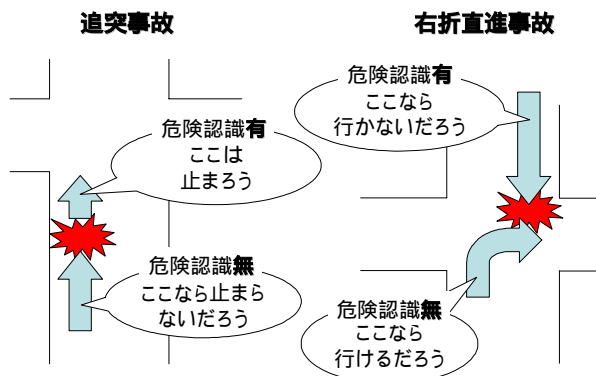 追突事故
危険認識有
ここは
止まろう
危険認識無
ここなら止まら
ないだろう
右折直進事故
危険認識有
ここなら
行かないだろう
危険認識無
ここなら
行けるだろう